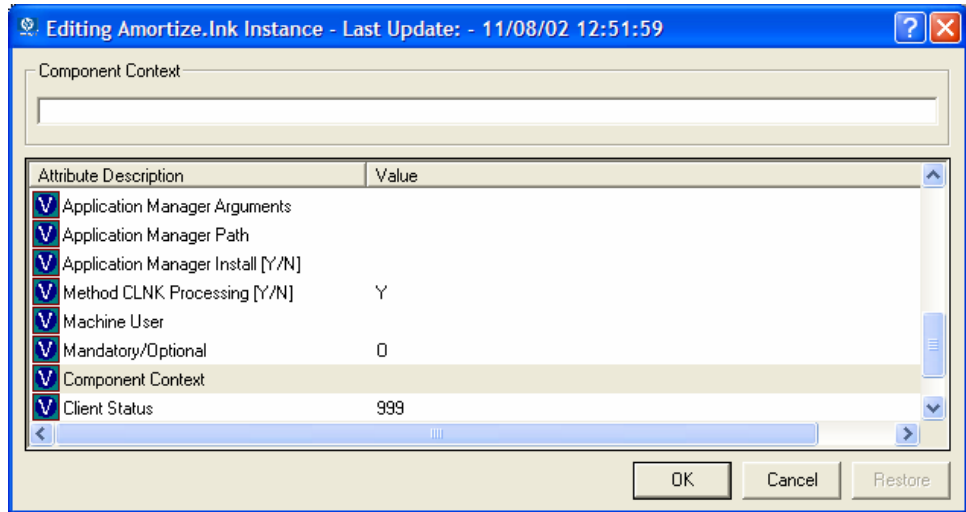 Editing Amortize.Ink Instance - Last Update: - 11/08/02 12:51:59
Component Context
Attribute Description Value
V Application Manager Arguments
V Application Manager Path
V Application Manager Install [Y/N]
V Method CLNK Processing [Y/N] Y
V Machine User
V Mandatory/Optional O
V Component Context
V Client Status 999
OK Cancel Restore